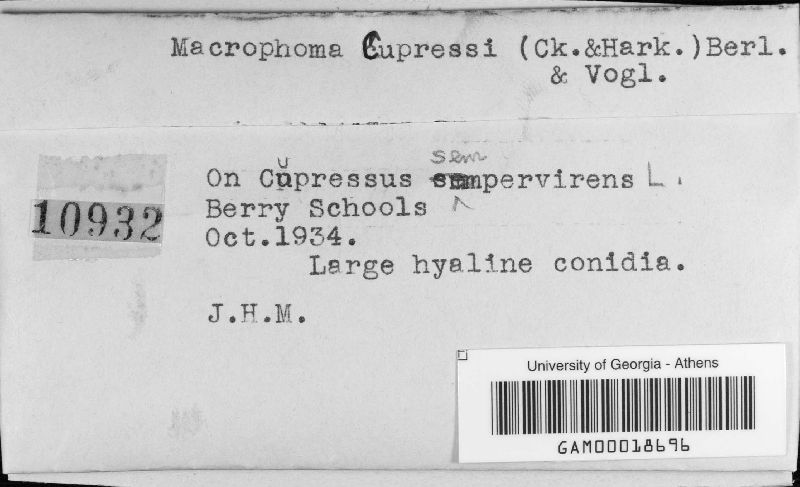 Macrophoma Cupressi (Ck.&Hark.)Berl.
& Vogl.
sem
On Cupressus sempervirens L.
10932
Berry Schools
Oct.1934.
Large hyaline conidia.
J.H.M.
University of Georgia - Athens
GAM00018696